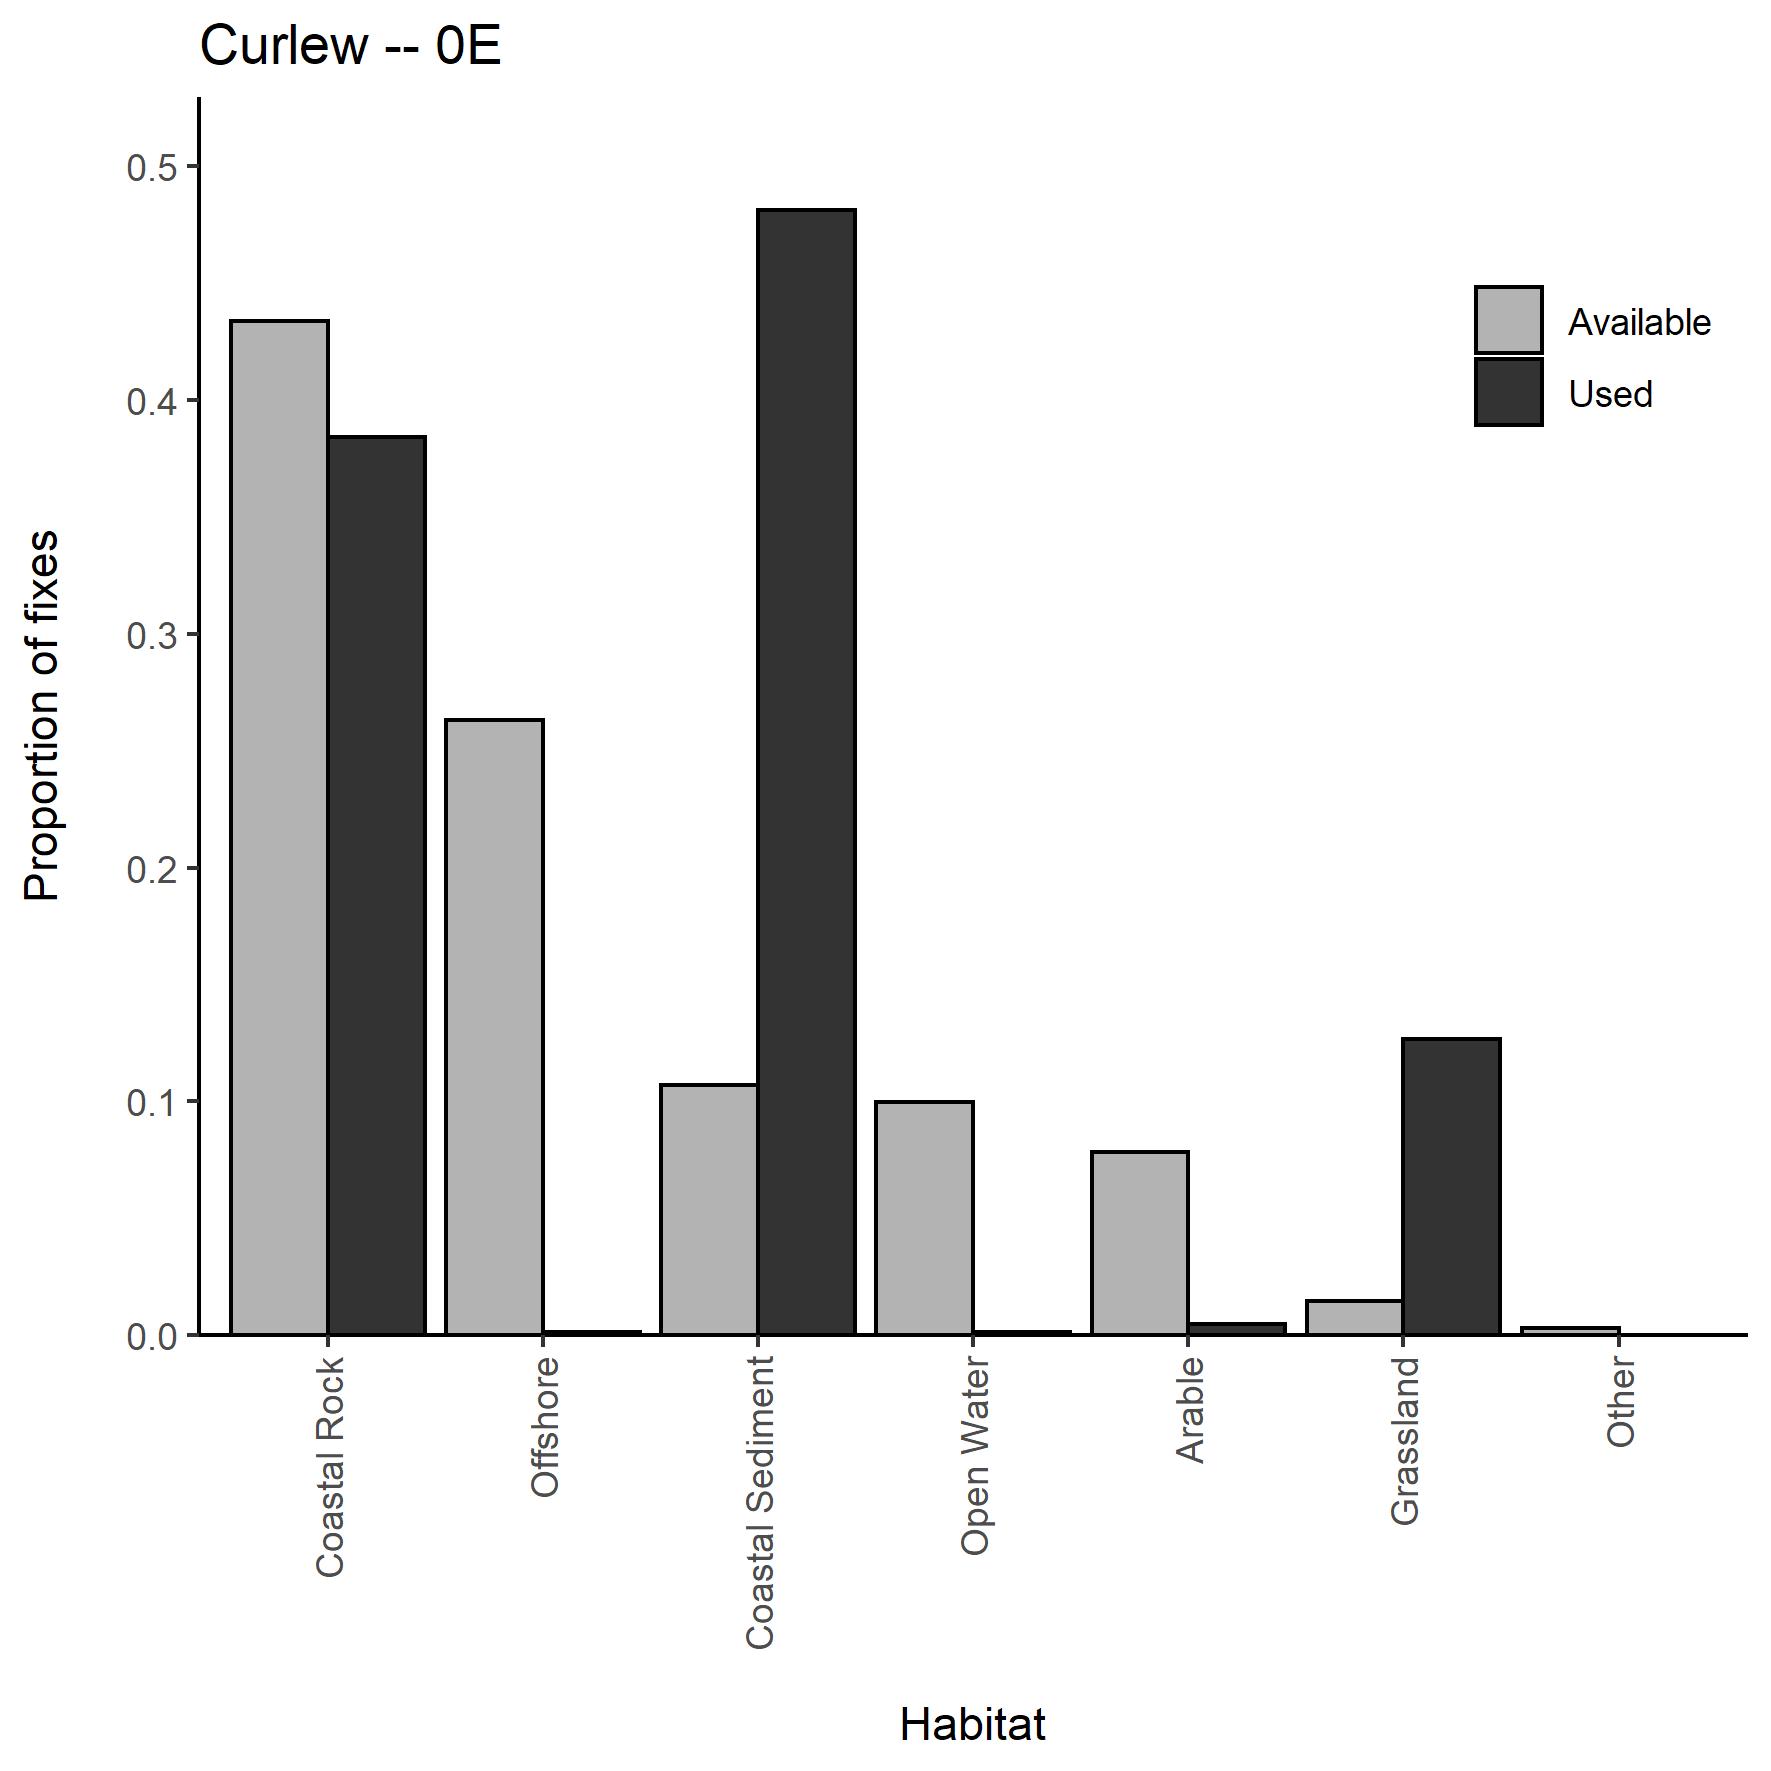 Curlew -- 0E
Proportion of fixes
0.5
0.4
0.3
0.2
0.1
0.0
Available
Used
Coastal Rock
Offshore
Coastal Sediment
Open Water
Arable
Grassland
Other
Habitat